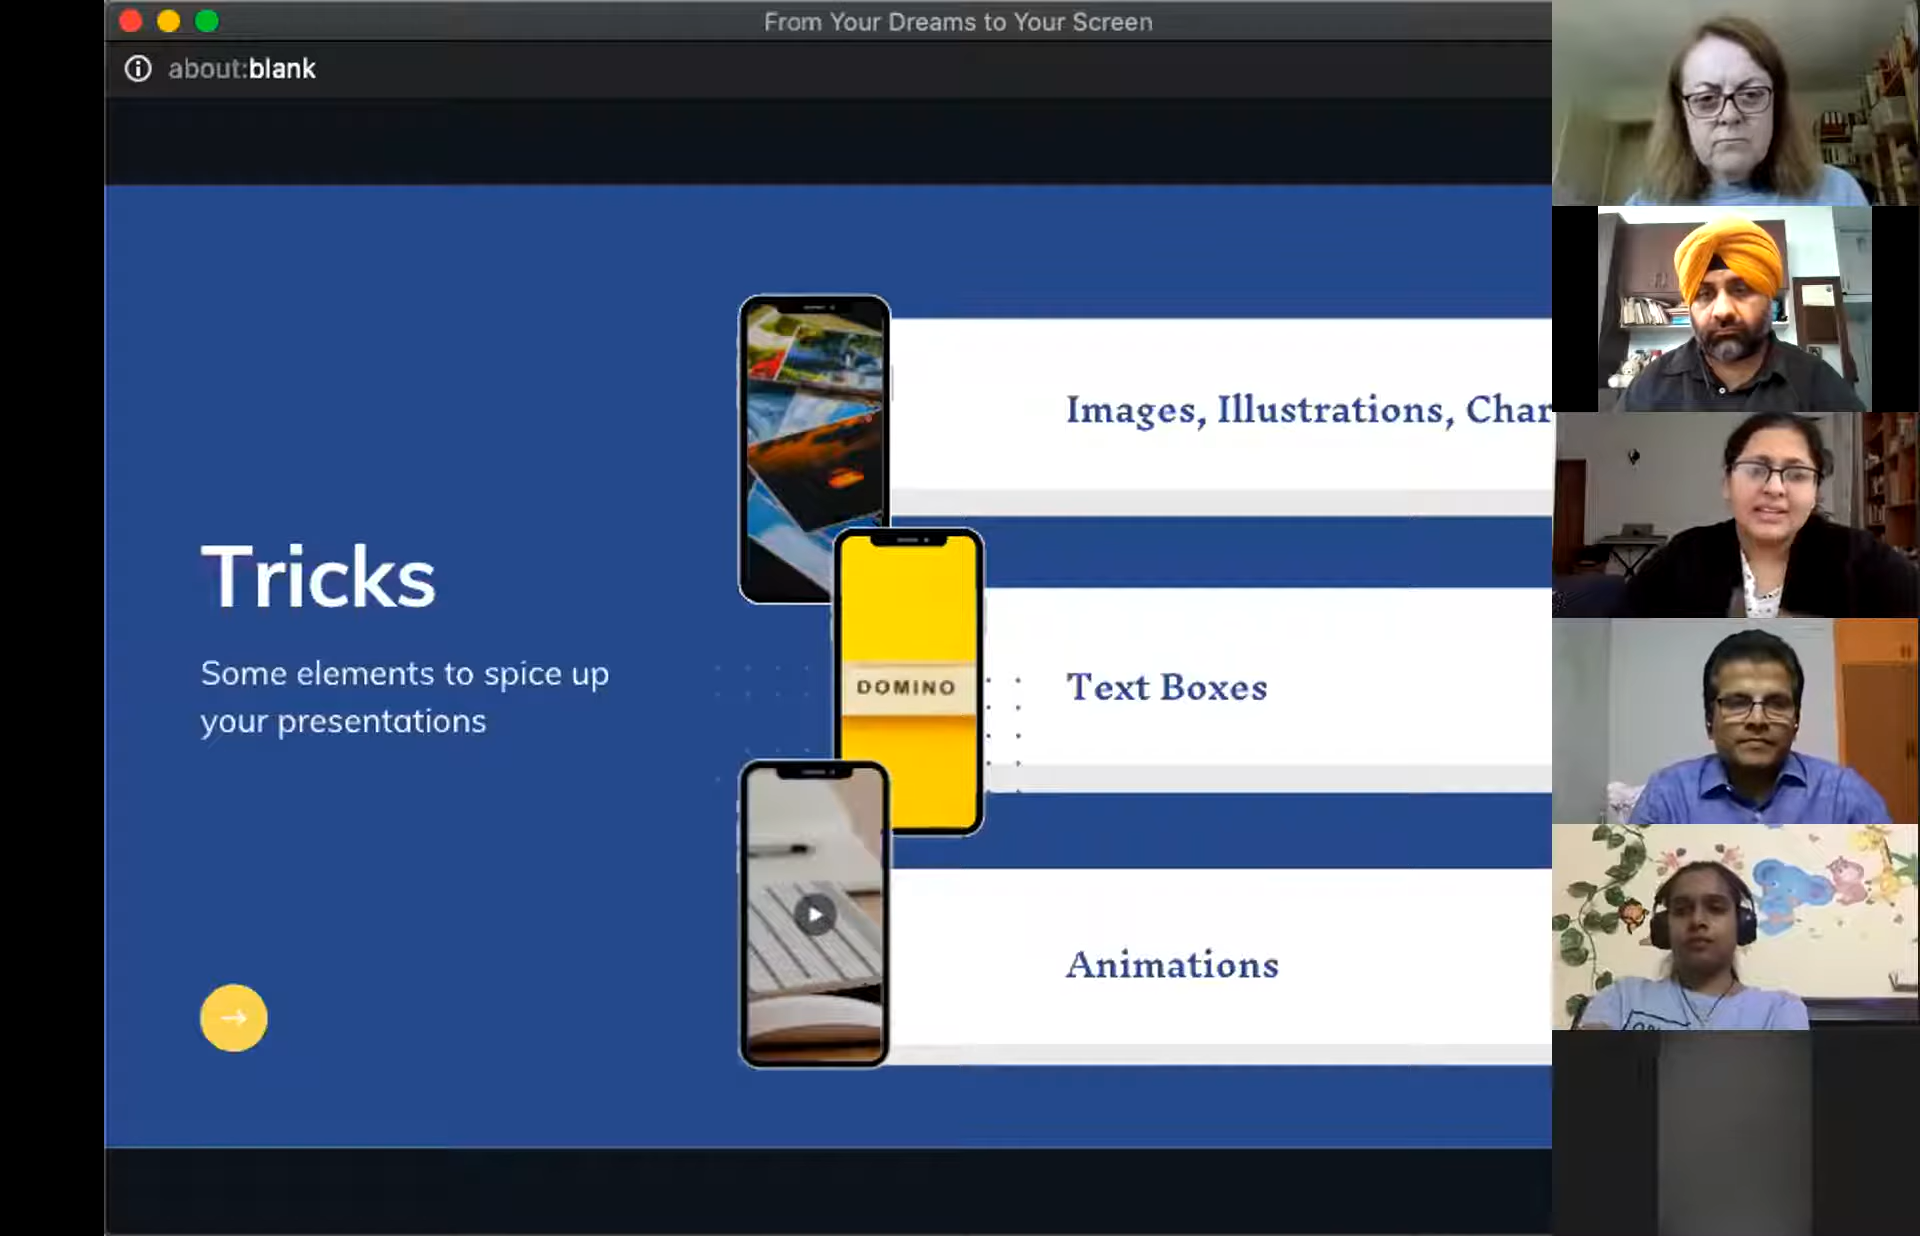 From Your Dreams to Your Screen
about:blank
Tricks
Some elements to spice up
your presentations
Images, Illustrations, Char
DOMINO
Text Boxes
Animations